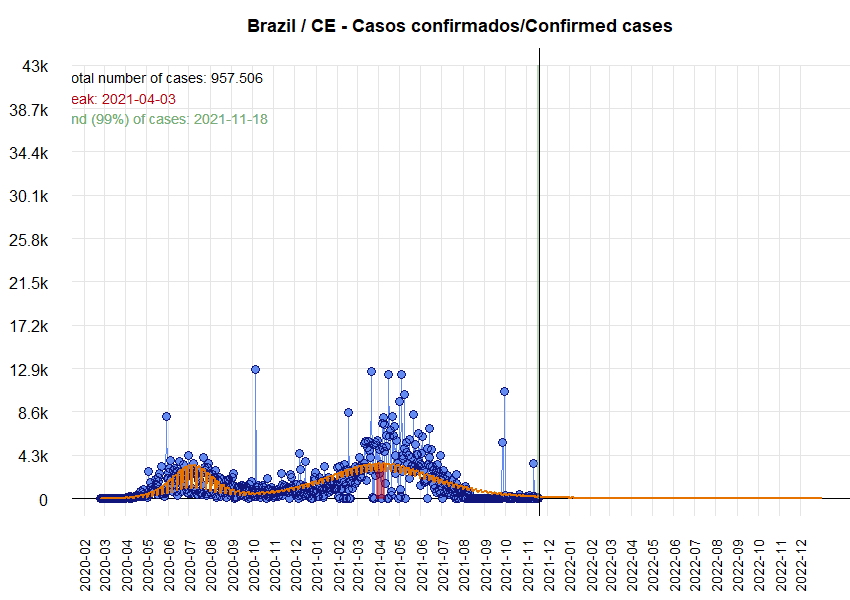 Brazil / CE - Casos confirmados/Confirmed cases
43k
otal number of cases: 957.506
eak: 2021-04-03
38.7k
nd (99%) of cases: 2021-11-18
34.4k
30.1k
25.8k
21.5k
17.2k
12.9k
8.6k
4.3k
0
2020-02
2020-03
2020-04
2020-05
2020-06
2020-07
2020-08
2020-09
2020-10
2020-11
2020-12
2021-01
2021-02
2021-03
2021-04
2021-05
2021-06
2021-07
2021-08
2021-09
2021-10
2021-11
2021-12
2022-01
2022-02
2022-03
2022-04
2022-05
2022-06
2022-07
2022-08
2022-09
2022-10
2022-11
2022-12